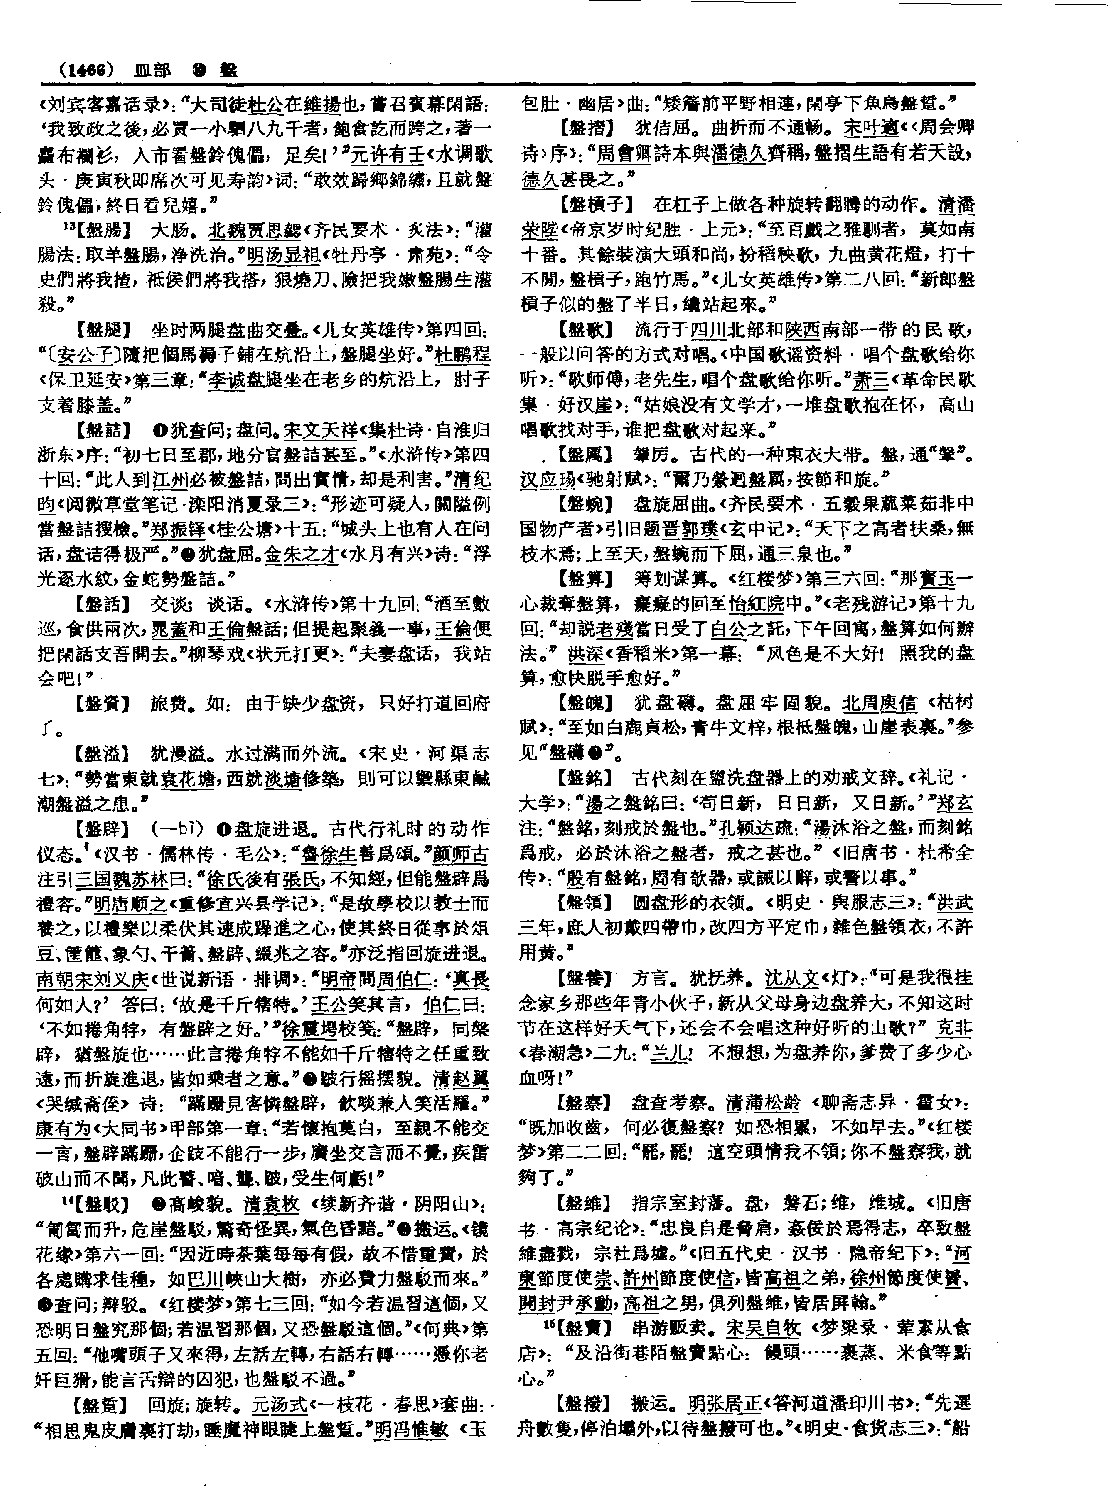 (1466) 皿部 ⑩ 盤
《刘宾客嘉话录》：“大司徒杜公在維揚也，嘗召賓幕閑語：
‘我致政之後，必買一小駟八九千者，飽食訖而跨之，著一
麤布襴衫，入市看盤鈴傀儡，足矣！’”元许有壬《水调歌
头·庚寅秋即席次可见寿韵》词：“敢效歸鄉錦繡，且就盤
鈴傀儡，終日看兒嬉。”
13【盤腸】 大肠。北魏贾思勰《齐民要术·炙法》：“灌
腸法：取羊盤腸，净洗治。”明汤显祖《牡丹亭·肃苑》：“令
史們將我揸，祗侯們將我搭，狠燒刀、險把我嫩盤腸生灌
殺。”
【盤腿】 坐时两腿盘曲交叠。《儿女英雄传》第四回：
“〔安公子〕隨把個馬褥子鋪在炕沿上，盤腿坐好。”杜鹏程
《保卫延安》第三章：“李诚盘腿坐在老乡的炕沿上，肘子
支着膝盖。”
【盤詰】 ❶犹查问；盘问。宋文天祥《集杜诗·自淮归
浙东》序：“初七日至郡，地分官盤詰甚至。”《水浒传》第四
十回：“此人到江州必被盤詰，問出實情，却是利害。”清纪
昀《阅微草堂笔记·滦阳消夏录三》：“形迹可疑人，關隘例
當盤詰搜檢。”郑振铎《桂公塘》十五：“城头上也有人在问
话，盘诘得极严。”❷犹盘屈。金朱之才《水月有兴》诗：“浮
光逐水紋，金蛇勢盤詰。”
【盤話】 交谈；谈话。《水浒传》第十九回：“酒至數
巡，食供兩次，晁蓋和王倫盤話；但提起聚義一事，王倫便
把閑話支吾開去。”柳琴戏《状元打更》：“夫妻盘话，我站
会吧！”
【盤資】 旅费。如：由于缺少盘资，只好打道回府
了。
【盤溢】 犹漫溢。水过满而外流。《宋史·河渠志
七》：“勢當東就袁花塘，西就淡塘修築，則可以禦縣東鹹
潮盤溢之患。”
【盤辟】 （—bì） ❶盘旋进退。古代行礼时的动作
仪态。《汉书·儒林传·毛公》：“魯徐生善爲頌。”颜师古
注引三国魏苏林曰：“徐氏後有張氏，不知經，但能盤辟爲
禮容。”明唐顺之《重修宜兴县学记》：“是故學校以教士而
養之，以禮樂以柔伏其速成躁進之心，使其終日從事於俎
豆、筐篚、象勺、干籥、盤辟、綴兆之容。”亦泛指回旋进退。
南朝宋刘义庆《世说新语·排调》：“明帝問周伯仁：‘真長
何如人？’答曰：‘故是千斤犗特。’王公笑其言，伯仁曰：
‘不如捲角牸，有盤辟之好。’”徐震堮校笺：“盤辟，同槃
辟，猶盤旋也……此言捲角牸不能如千斤犗特之任重致
遠，而折旋進退，皆如乘者之意。”❷跛行摇摆貌。清赵翼
《哭缄斋侄》诗：“蹣跚見客憐盤辟，飲啖兼人笑活羅。”
康有为《大同书》甲部第一章：“若懷抱莫白，至親不能交
一言，盤辟蹣跚，企跂不能行一步，廣坐交言而不覺，疾雷
破山而不聞，凡此瞽、喑、聾、跛，受生何虧！”
14【盤駁】 ❶高峻貌。清袁枚《续新齐谐·阴阳山》：
“匍匐而升，危崖盤駁，驚奇怪異，氣色昏黯。”❷搬运。《镜
花缘》第六一回：“因近時茶葉每每有假，故不惜重資，於
各處購求佳種，如巴川峽山大樹，亦必費力盤駁而來。”
❸查问；辩驳。《红楼梦》第七三回：“如今若温習這個，又
恐明日盤究那個；若温習那個，又恐盤駁這個。”《何典》第
五回：“他嘴頭子又來得，左話左轉，右話右轉……憑你老
奸巨猾，能言舌辯的囚犯，也盤駁不過。”
【盤踅】 回旋；旋转。元汤式《一枝花·春思》套曲：
“相思鬼皮膚裏打劫，睡魔神眼睫上盤踅。”明冯惟敏《玉
包肚·幽居》曲：“矮簷前平野相連，閑亭下魚鳥盤踅。”
【盤摺】 犹佶屈。曲折而不通畅。宋叶適《〈周会卿
诗〉序》：“周會卿詩本與潘德久齊稱，盤摺生語有若天設，
德久甚畏之。”
【盤槓子】 在杠子上做各种旋转翻腾的动作。清潘
荣陛《帝京岁时纪胜·上元》：“至百戲之雅馴者，莫如南
十番。其餘裝演大頭和尚，扮稻秧歌，九曲黄花燈，打十
不閒，盤槓子，跑竹馬。”《儿女英雄传》第二八回：“新郎盤
槓子似的盤了半日，纔站起來。”
【盤歌】 流行于四川北部和陕西南部一带的民歌，
一般以问答的方式对唱。《中国歌谣资料·唱个盘歌给你
听》：“歌师傅，老先生，唱个盘歌给你听。”萧三《革命民歌
集·好汉崖》：“姑娘没有文学才，一堆盘歌抱在怀，高山
唱歌找对手，谁把盘歌对起来。”
【盤厲】 鞶厉。古代的一种束衣大带。盘，通“鞶”。
汉应玚《驰射赋》：“爾乃縈迴盤厲，按節和旋。”
【盤蜿】 盘旋屈曲。《齐民要术·五穀果蓏菜茹非中
国物产者》引旧题晋郭璞《玄中记》：“天下之高者扶桑，無
枝木焉；上至天，盤蜿而下屈，通三泉也。”
【盤算】 筹划谋算。《红楼梦》第三六回：“那寶玉一
心裁奪盤算，癡癡的回至怡紅院中。”《老残游记》第十九
回：“却説老殘當日受了白公之託，下午回寓，盤算如何辦
法。”洪深《香稻米》第一幕：“风色是不大好！照我的盘
算，愈快脱手愈好。”
【盤魄】 犹盘礴。盘屈牢固貌。北周庾信《枯树
赋》：“至如白鹿貞松，青牛文梓，根柢盤魄，山崖表裏。”参
见“盤礴❶”。
【盤銘】 古代刻在盥洗盘器上的劝戒文辞。《礼记·
大学》：“湯之盤銘曰：‘苟日新，日日新，又日新。’”郑玄
注：“盤銘，刻戒於盤也。”孔颖达疏：“湯沐浴之盤，而刻銘
爲戒，必於沐浴之盤者，戒之甚也。”《旧唐书·杜希全
传》：“殷有盤銘，周有欹器，或誡以辭，或警以事。”
【盤領】 圆盘形的衣领。《明史·舆服志三》：“洪武
三年，庶人初戴四帶巾，改四方平定巾，雜色盤領衣，不許
用黄。”
【盤養】 方言。犹抚养。沈从文《灯》：“可是我很挂
念家乡那些年青小伙子，新从父母身边盘养大，不知这时
节在这样好天气下，还会不会唱这种好听的山歌？”克非
《春潮急》二九：“兰儿！不想想，为盘养你，爹费了多少心
血呀！”
【盤察】 盘查考察。清蒲松龄《聊斋志异·霍女》：
“既加收齒，何必復盤察？如恐相累，不如早去。”《红楼
梦》第二二回：“罷，罷！這空頭情我不領；你不盤察我，就
夠了。”
【盤維】 指宗室封藩。盘，磐石；维，维城。《旧唐
书·高宗纪论》：“忠良自是脅肩，姦佞於焉得志，卒致盤
維盡戮，宗社爲墟。”《旧五代史·汉书·隐帝纪下》：“河
東節度使崇、許州節度使信，皆高祖之弟，徐州節度使贇、
開封尹承勳，高祖之男，俱列盤維，皆居屏翰。”
15【盤賣】 串游贩卖。宋吴自牧《梦粱录·荤素从食
店》：“及沿街巷陌盤賣點心：饅頭……裹蒸、米食等點
心。”
【盤撥】 搬运。明张居正《答河道潘印川书》：“先選
舟數隻，停泊壩外，以待盤撥可也。”《明史·食货志三》：“船